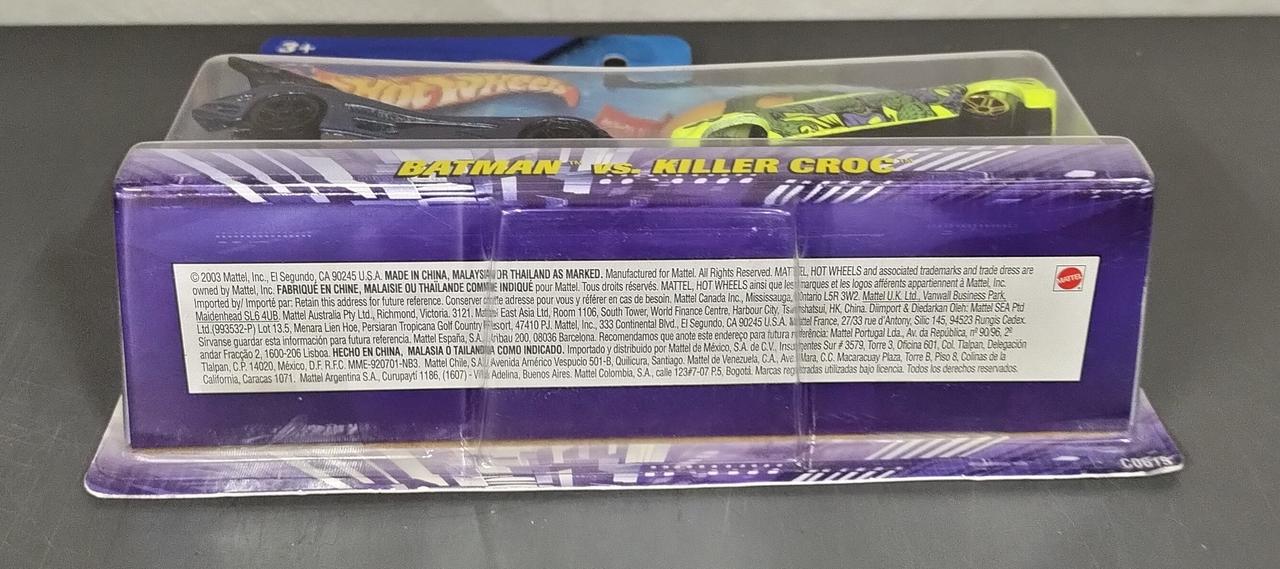 3+
HOT WHEELS
BATMAN™ vs. KILLER CROC™
© 2003 Mattel, Inc., El Segundo, CA 90245 U.S.A. MADE IN CHINA, MALAYSIA OR THAILAND AS MARKED. Manufactured for Mattel. All Rights Reserved. MATTEL, HOT WHEELS and associated trademarks and trade dress are
owned by Mattel, Inc. FABRIQUÉ EN CHINE, MALAISIE OU THAÏLANDE COMME INDIQUÉ pour Mattel. Tous droits réservés. MATTEL, HOT WHEELS ainsi que les marques et les logos afférents appartiennent à Mattel, Inc.
Imported by/ Importé par: Retain this address for future reference. Conserver cette adresse pour vous y référer en cas de besoin. Mattel Canada Inc., Mississauga, Ontario L5R 3W2. Mattel U.K. Ltd., Vanwall Business Park,
Maidenhead SL6 4UB. Mattel Australia Pty Ltd., Richmond, Victoria. 3121. Mattel East Asia Ltd, Room 1106, South Tower, World Finance Centre, Harbour City, Tsimshatsui, HK, China. Diimport & Diedarkan Oleh: Mattel SEA Ptd
Ltd.(993532-P) Lot 13.5, Menara Lien Hoe, Persiaran Tropicana Golf Country Resort, 47410 PJ. Mattel, Inc., 333 Continental Blvd., El Segundo, CA 90245 U.S.A. Mattel France, 27/33 rue d'Antony, Silic 145, 94523 Rungis Cedex.
Sírvanse guardar esta información para futura referencia. Mattel España, S.A., Aribau 200, 08036 Barcelona. Recomendamos que anote este endereço para futura referência: Mattel Portugal Lda., Av. da República, nº 90/96, 2º
andar Fracção 2, 1600-206 Lisboa. HECHO EN CHINA, MALASIA O TAILANDIA COMO INDICADO. Importado y distribuido por Mattel de México, S.A. de C.V., Insurgentes Sur # 3579, Torre 3, Oficina 601, Col. Tlalpan, Delegación
Tlalpan, C.P. 14020, México, D.F. R.F.C. MME-920701-NB3. Mattel Chile, S.A., Avenida Américo Vespucio 501-B, Quilicura, Santiago. Mattel de Venezuela, C.A., Ave. Mara, C.C. Macaracuay Plaza, Torre B, Piso 8, Colinas de la
California, Caracas 1071. Mattel Argentina S.A., Curupaytí 1186, (1607) - Villa Adelina, Buenos Aires. Mattel Colombia, S.A., calle 123#7-07 P.5, Bogotá. Marcas registradas utilizadas bajo licencia. Todos los derechos reservados.
MATTEL